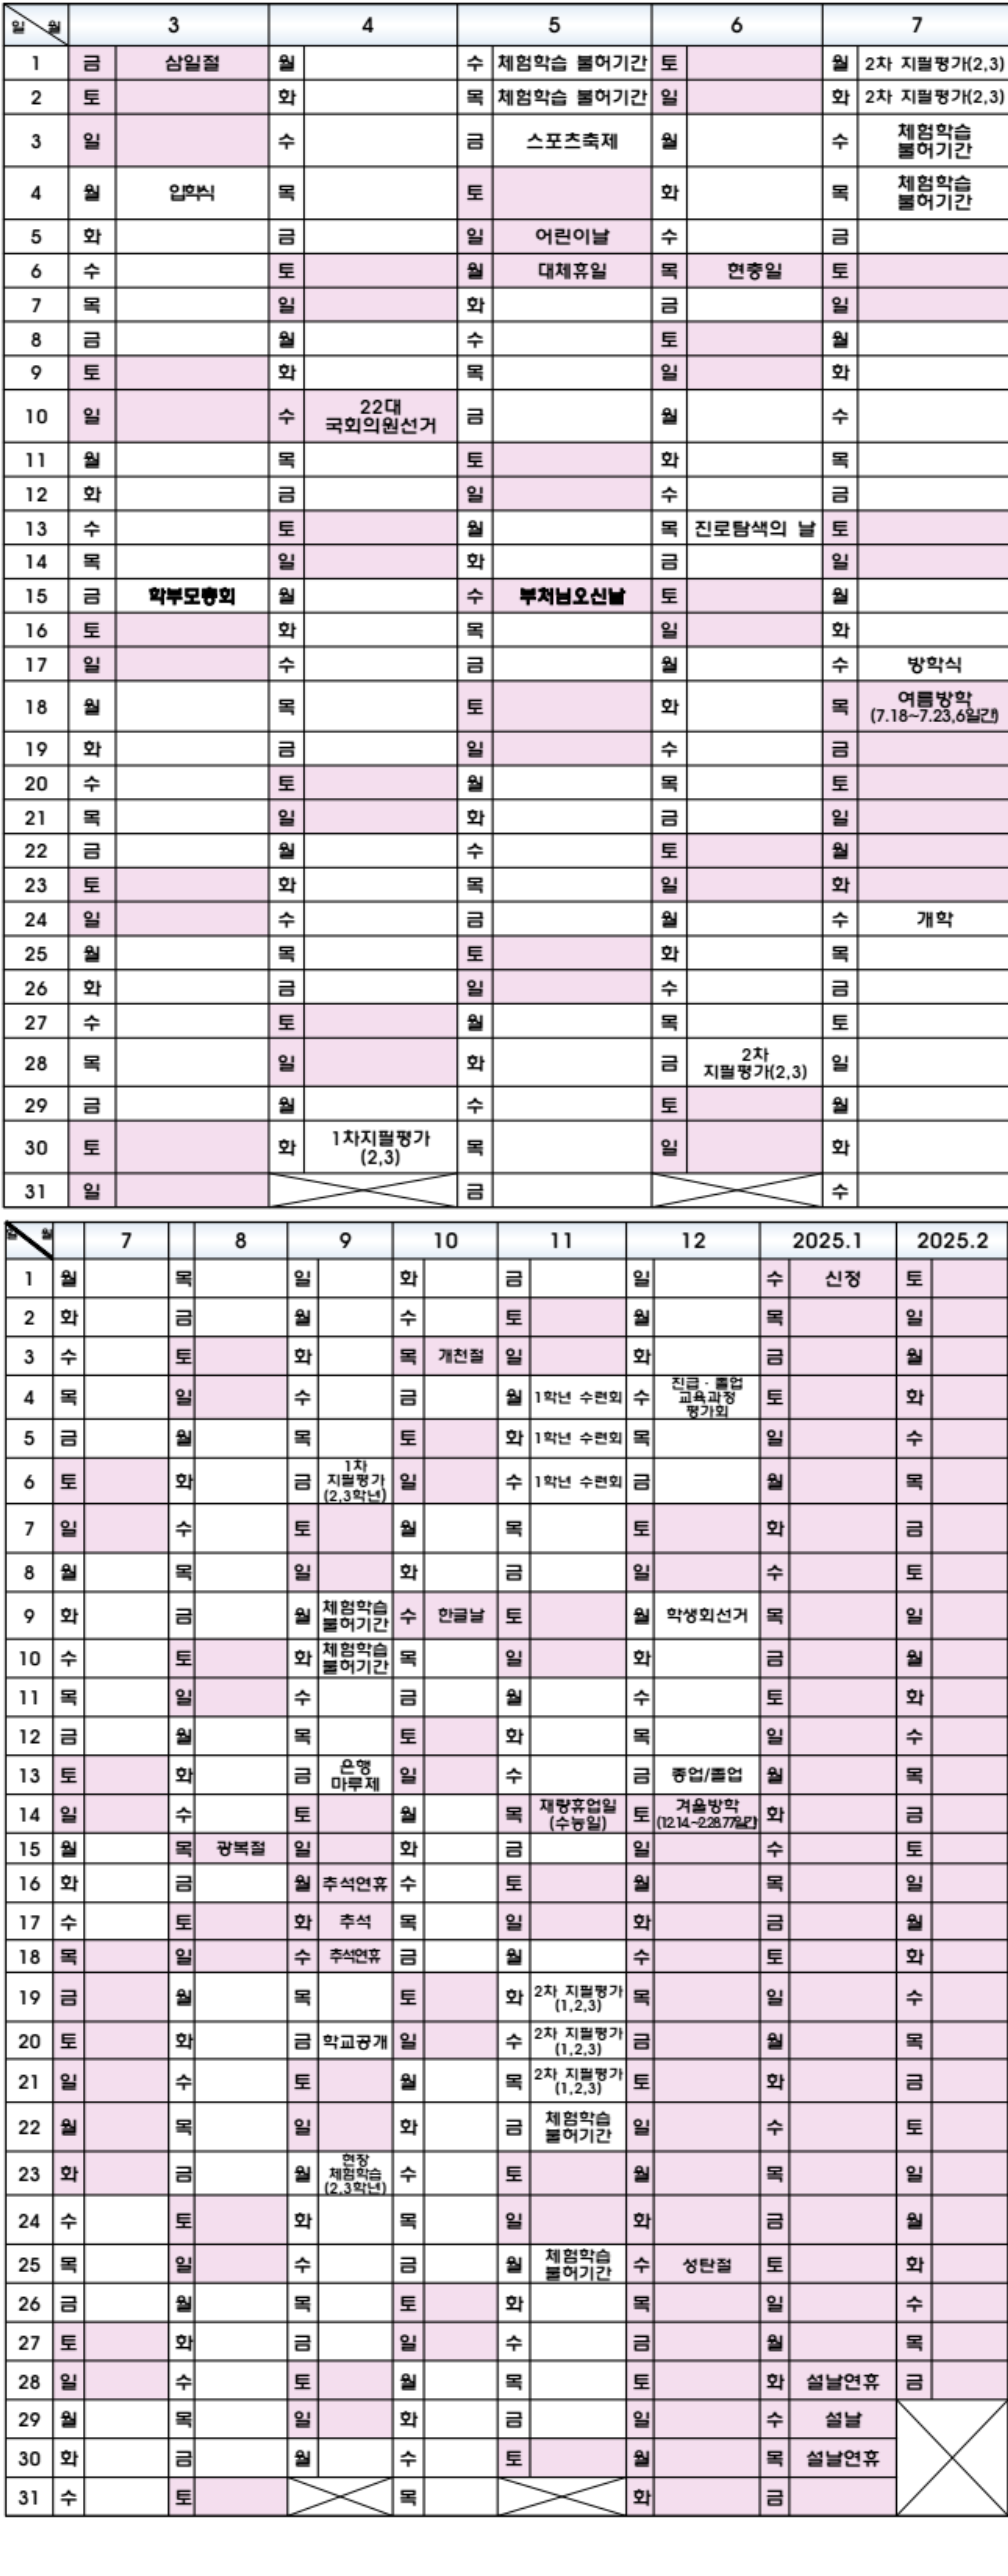 일 월 3 4 5 6 7
1 금 삼일절 월 수 체험학습 불허기간 토 월 2차 지필평가(2,3)
2 토 화 목 체험학습 불허기간 일 화 2차 지필평가(2,3)
3 일 수 금 스포츠축제 월 수 체험학습
불허기간
4 월 입학식 목 토 화 목 체험학습
불허기간
5 화 금 일 어린이날 수 금
6 수 토 월 대체휴일 목 현충일 토
7 목 일 화 금 일
8 금 월 수 토 월
9 토 화 목 일 화
10 일 수 22대
국회의원선거 금 월 수
11 월 목 토 화 목
12 화 금 일 수 금
13 수 토 월 목 진로탐색의 날 토
14 목 일 화 금 일
15 금 학부모총회 월 수 부처님오신날 토 월
16 토 화 목 일 화
17 일 수 금 월 수 방학식
18 월 목 토 화 목 여름방학
(7.18~7.23,6일간)
19 화 금 일 수 금
20 수 토 월 목 토
21 목 일 화 금 일
22 금 월 수 토 월
23 토 화 목 일 화
24 일 수 금 월 수 개학
25 월 목 토 화 목
26 화 금 일 수 금
27 수 토 월 목 토
28 목 일 화 금 2차
지필평가(2,3) 일
29 금 월 수 토 월
30 토 화 1차지필평가
(2,3) 목 일 화
31 일 금 수
일 월 7 8 9 10 11 12 2025.1 2025.2
1 월 목 일 화 금 일 수 신정 토
2 화 금 월 수 토 월 목 일
3 수 토 화 목 개천절 일 화 금 월
4 목 일 수 금 월 1학년 수련회 수 진급 · 졸업
교육과정
평가회 토 화
5 금 월 목 토 화 1학년 수련회 목 일 수
6 토 화 금 1차
지필평가
(2,3학년) 일 수 1학년 수련회 금 월 목
7 일 수 토 월 목 토 화 금
8 월 목 일 화 금 일 수 토
9 화 금 월 체험학습
불허기간 수 한글날 토 월 학생회선거 목 일
10 수 토 화 체험학습
불허기간 목 일 화 금 월
11 목 일 수 금 월 수 토 화
12 금 월 목 토 화 목 일 수
13 토 화 금 은행
마루제 일 수 금 종업/졸업 월 목
14 일 수 토 월 목 재량휴업일
(수능일) 토 겨울방학
(12.14.~2.28.77일간) 화 금
15 월 목 광복절 일 화 금 일 수 토
16 화 금 월 추석연휴 수 토 월 목 일
17 수 토 화 추석 목 일 화 금 월
18 목 일 수 추석연휴 금 월 수 토 화
19 금 월 목 토 화 2차 지필평가
(1,2,3) 목 일 수
20 토 화 금 학교공개 일 수 2차 지필평가
(1,2,3) 금 월 목
21 일 수 토 월 목 2차 지필평가
(1,2,3) 토 화 금
22 월 목 일 화 금 체험학습
불허기간 일 수 토
23 화 금 월 현장
체험학습
(2,3학년) 수 토 월 목 일
24 수 토 화 목 일 화 금 월
25 목 일 수 금 월 체험학습
불허기간 수 성탄절 토 화
26 금 월 목 토 화 목 일 수
27 토 화 금 일 수 금 월 목
28 일 수 토 월 목 토 화 설날연휴 금
29 월 목 일 화 금 일 수 설날
30 화 금 월 수 토 월 목 설날연휴
31 수 토 목 화 금